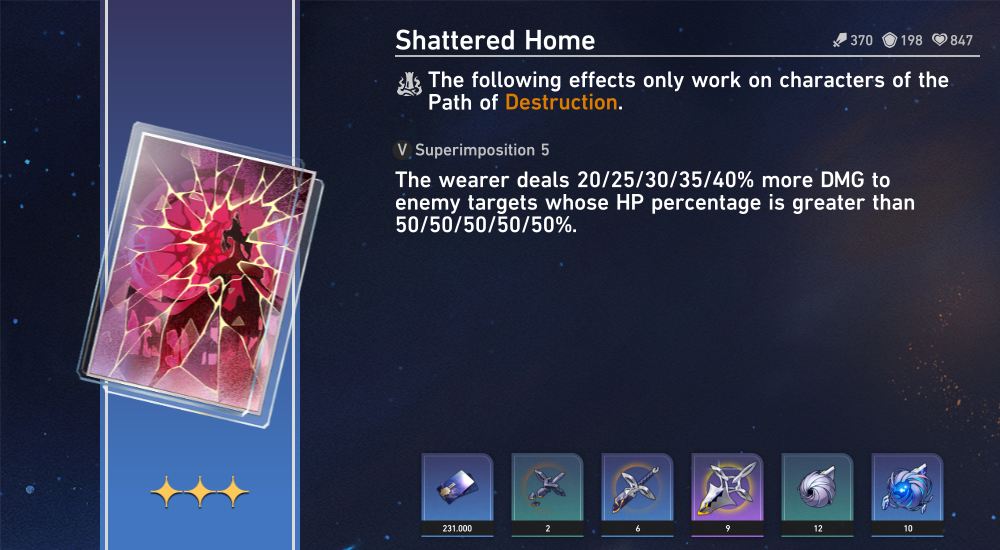 Shattered Home
370 198 847
The following effects only work on characters of the
Path of Destruction.
V Superimposition 5
The wearer deals 20/25/30/35/40% more DMG to
enemy targets whose HP percentage is greater than
50/50/50/50/50%.
231.000 2 6 9 12 10